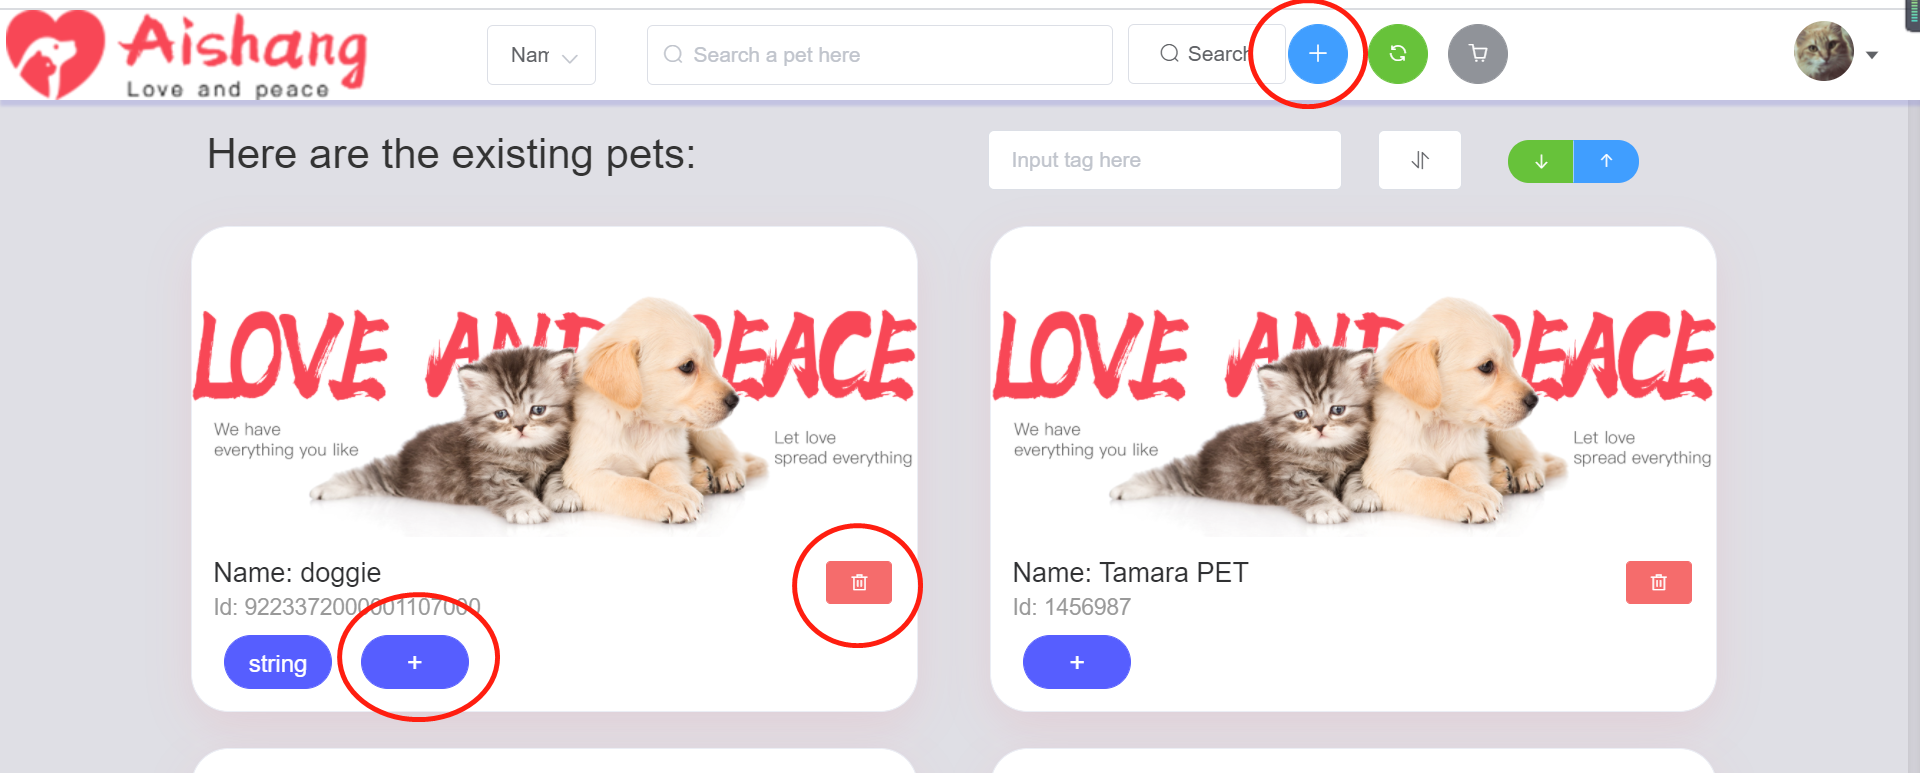 Aishang
Love and peace
Nam
Search a pet here
Search
Here are the existing pets:
Input tag here
LOVE AND PEACE
We have
everything you like
Let love
spread everything
LOVE AND PEACE
We have
everything you like
Let love
spread everything
Name: doggie
Id: 9223372000001107000
string
+
Name: Tamara PET
Id: 1456987
+